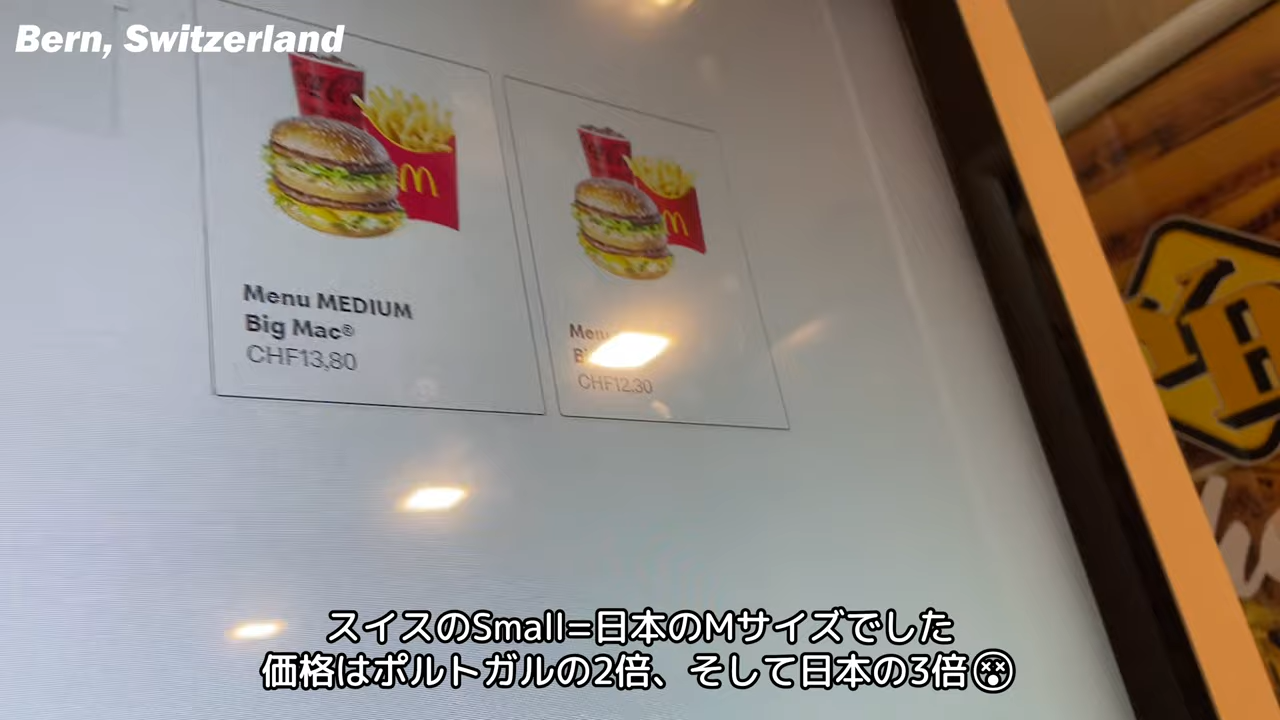 Bern, Switzerland
Menu MEDIUM
Big Mac®
CHF13,80
Menu
CHF12.30
スイスのSmall=日本のMサイズでした
価格はポルトガルの2倍、そして日本の3倍😵